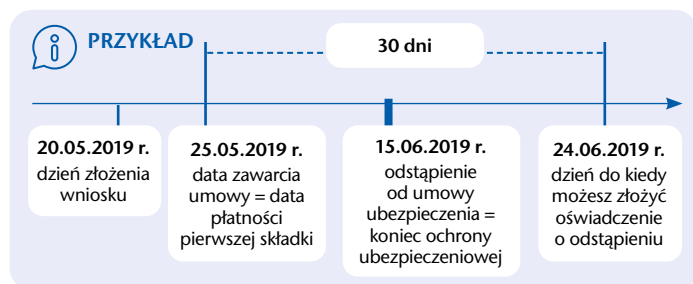 PRZYKŁAD
30 dni
20.05.2019 r.
dzień złożenia
wniosku
25.05.2019 r.
data zawarcia
umowy = data
płatności
pierwszej składki
15.06.2019 r.
odstąpienie
od umowy
ubezpieczenia =
koniec ochrony
ubezpieczeniowej
24.06.2019 r.
dzień do kiedy
możesz złożyć
oświadczenie
o odstąpieniu